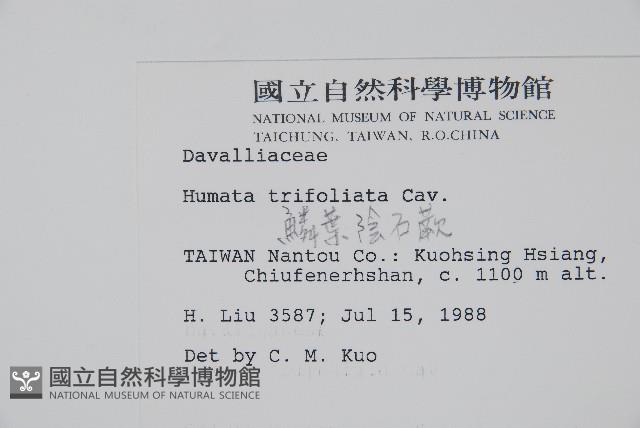 國立自然科學博物館
NATIONAL MUSEUM OF NATURAL SCIENCE
TAICHUNG, TAIWAN, R.O.CHINA
Davalliaceae
Humata trifoliata Cav.
鱗葉陰石蕨
TAIWAN Nantou Co.: Kuohsing Hsiang,
Chiufenerhshan, c. 1100 m alt.
H. Liu 3587; Jul 15, 1988
Det by C. M. Kuo
國立自然科學博物館
NATIONAL MUSEUM OF NATURAL SCIENCE